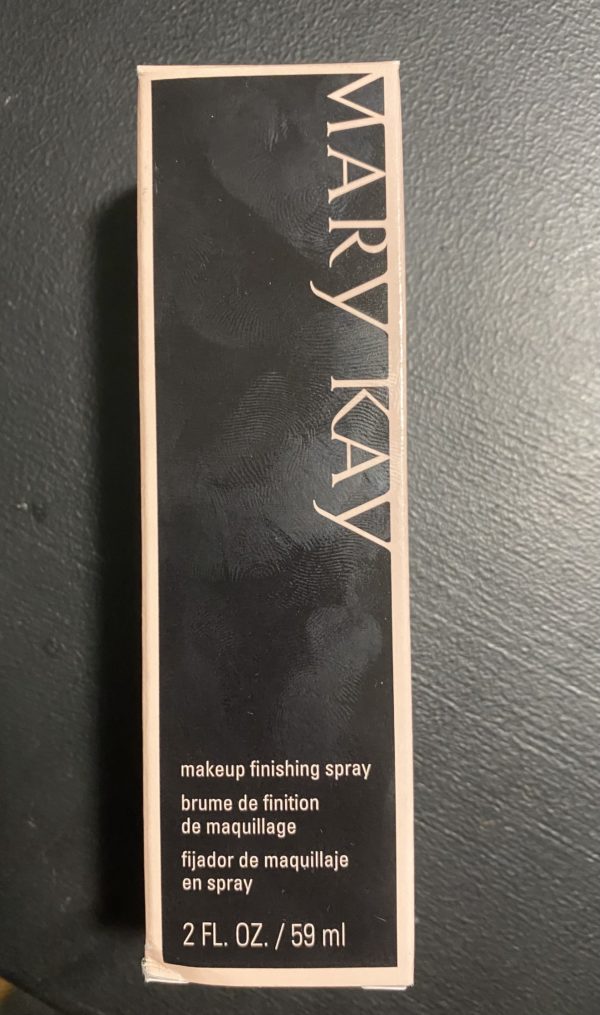 MARY KAY
makeup finishing spray
brume de finition
de maquillage
fijador de maquillaje
en spray
2 FL. OZ. / 59 ml